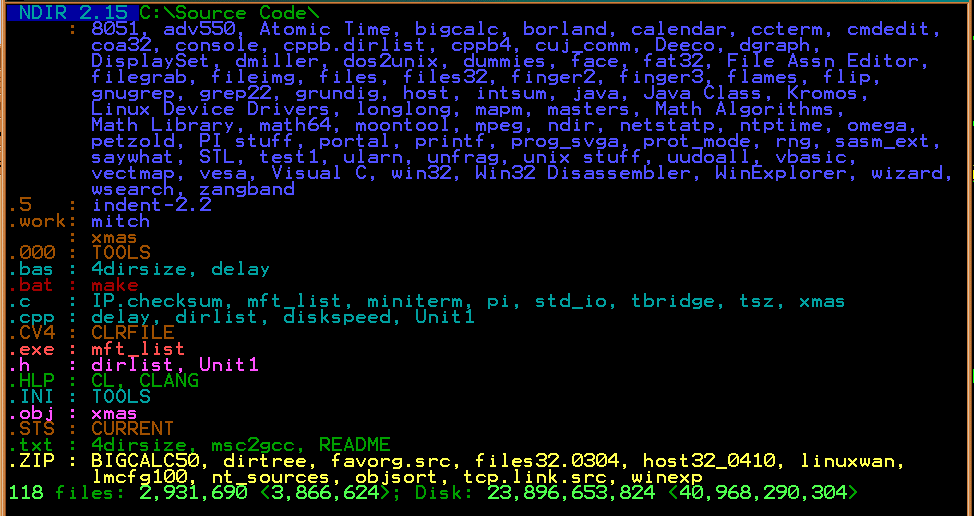 NDIR 2.15 C:\Source Code\
: 8051, adv550, Atomic Time, bigcalc, borland, calendar, ccterm, cmdedit,
coa32, console, cppb.dirlist, cppb4, cuj_comm, Deeco, dgraph,
DisplaySet, dmiller, dos2unix, dummies, face, fat32, File Assn Editor,
filegrab, fileimg, files, files32, finger2, finger3, flames, flip,
gnugrep, grep22, grundig, host, intsum, java, Java Class, Kromos,
Linux Device Drivers, longlong, mapm, masters, Math Algorithms,
Math Library, math64, moontool, mpeg, ndir, netstatp, ntptime, omega,
petzold, PI stuff, portal, printf, prog_svga, prot_mode, rng, sasm_ext,
saywhat, STL, test1, ularn, unfrag, unix stuff, uudoall, vbasic,
vectmap, vesa, Visual C, win32, Win32 Disassembler, WinExplorer, wizard,
wsearch, zangband
.5 : indent-2.2
.work: mitch
: xmas
.000 : TOOLS
.bas : 4dirsize, delay
.bat : make
.c : IP.checksum, mft_list, miniterm, pi, std_io, tbridge, tsz, xmas
.cpp : delay, dirlist, diskspeed, Unit1
.CV4 : CLRFILE
.exe : mft_list
.h : dirlist, Unit1
.HLP : CL, CLANG
.INI : TOOLS
.obj : xmas
.STS : CURRENT
.txt : 4dirsize, msc2gcc, README
.ZIP : BIGCALC50, dirtree, favorg.src, files32.0304, host32_0410, linuxwan,
lmcfg100, nt_sources, objsort, tcp.link.src, winexp
118 files: 2,931,690 <3,866,624>; Disk: 23,896,653,824 <40,968,290,304>